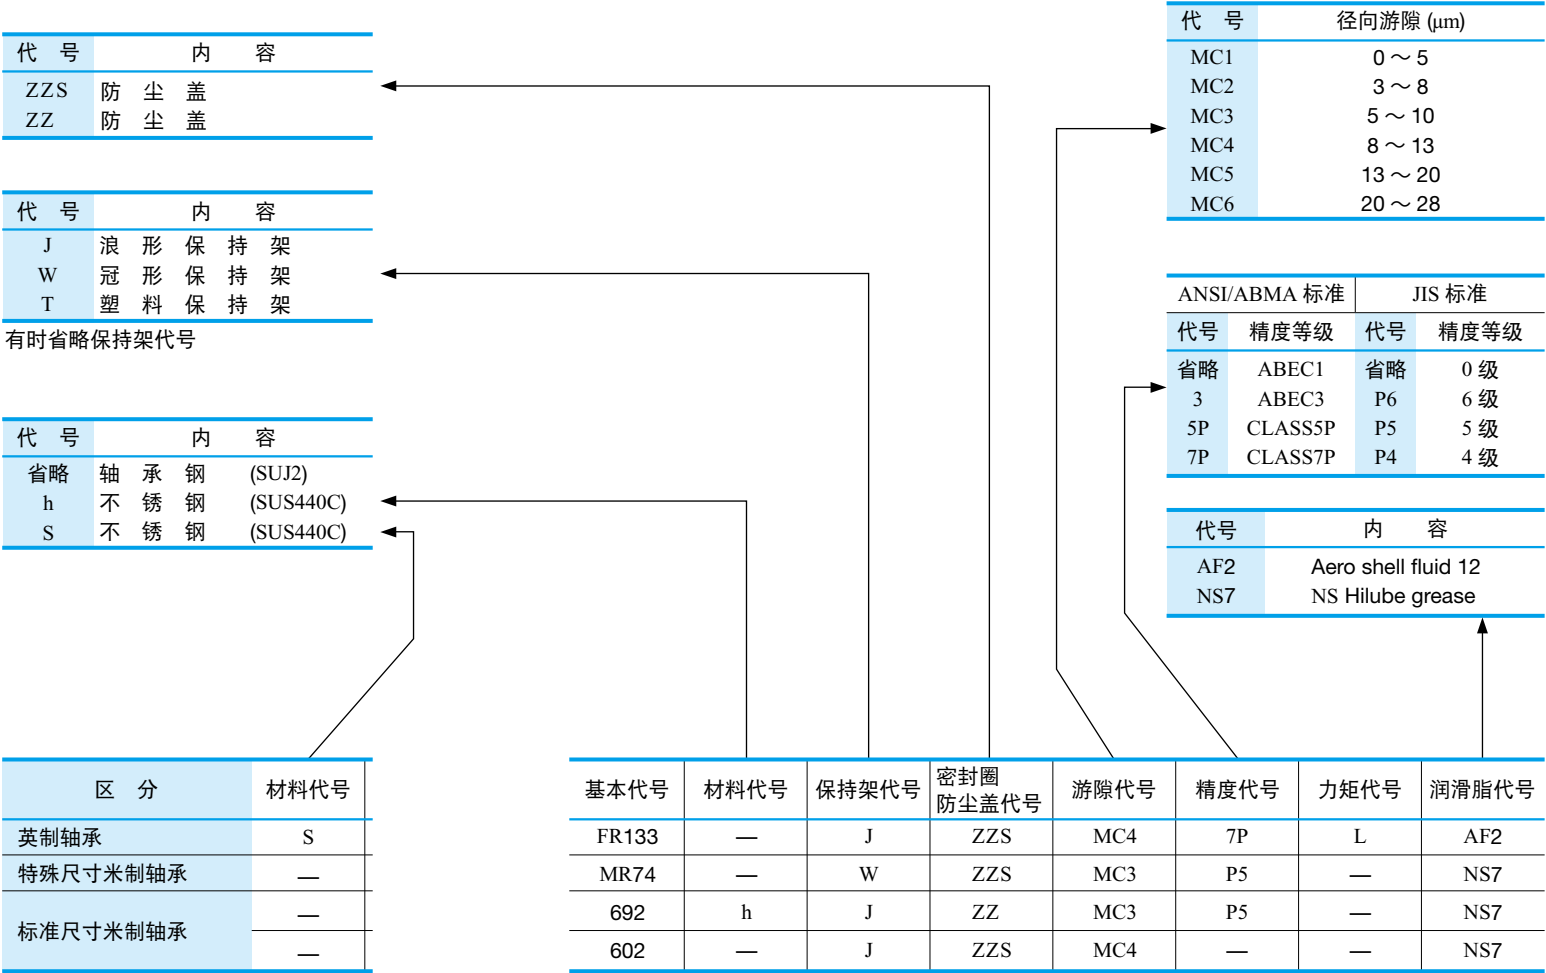 代 号 内 容
ZZS 防 尘 盖
ZZ 防 尘 盖
代 号 内 容
J 浪 形 保 持 架
W 冠 形 保 持 架
T 塑 料 保 持 架
有时省略保持架代号
代 号 内 容
省略 轴 承 钢 (SUJ2)
h 不 锈 钢 (SUS440C)
S 不 锈 钢 (SUS440C)
代 号 径向游隙 (μm)
MC1 0～5
MC2 3～8
MC3 5～10
MC4 8～13
MC5 13～20
MC6 20～28
ANSI/ABMA 标准 JIS 标准
代号 精度等级 代号 精度等级
省略 ABEC1 省略 0 级
3 ABEC3 P6 6 级
5P CLASS5P P5 5 级
7P CLASS7P P4 4 级
代号 内 容
AF2 Aero shell fluid 12
NS7 NS Hilube grease
区 分 材料代号
英制轴承 S
特殊尺寸米制轴承 —
标准尺寸米制轴承 —
—
基本代号 材料代号 保持架代号 密封圈 防尘盖代号 游隙代号 精度代号 力矩代号 润滑脂代号
FR133 — J ZZS MC4 7P L AF2
MR74 — W ZZS MC3 P5 — NS7
692 h J ZZ MC3 P5 — NS7
602 — J ZZS MC4 — — NS7